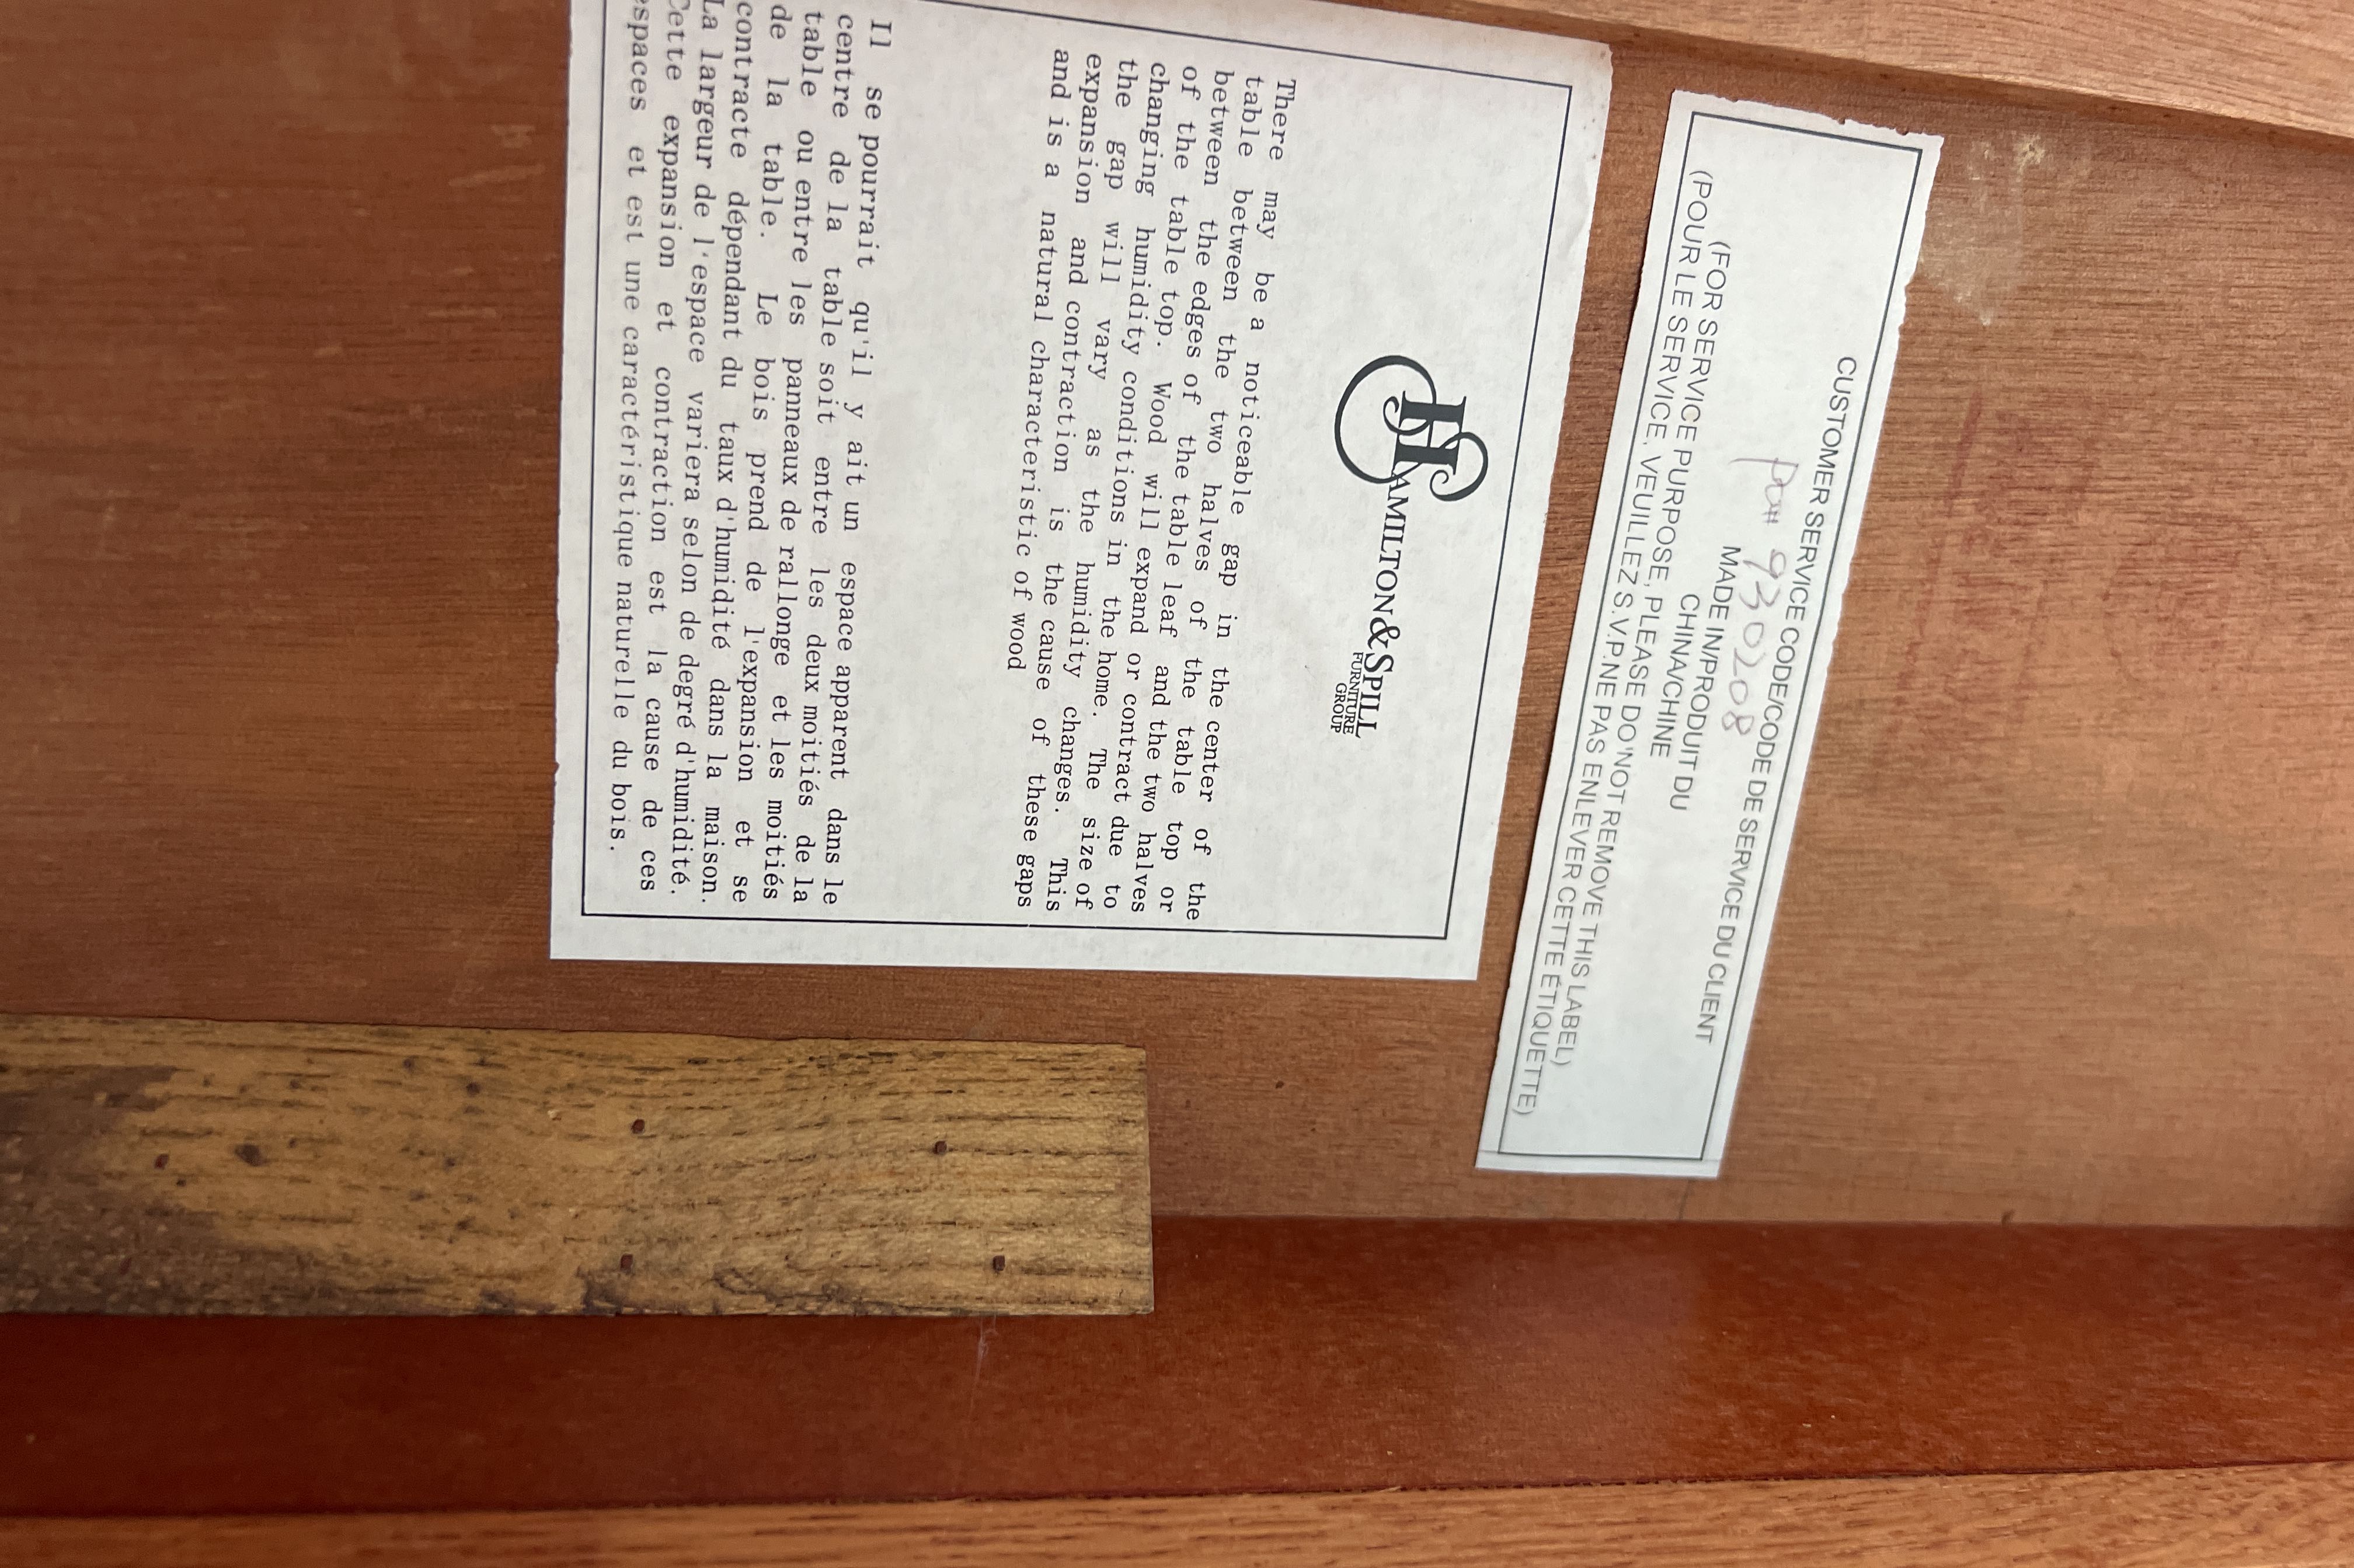 CUSTOMER SERVICE CODE/CODE DE SERVICE DU CLIENT
PO# 930208
MADE IN/PRODUIT DU
CHINA/CHINE
(FOR SERVICE PURPOSE, PLEASE DO'NOT REMOVE THIS LABEL)
(POUR LE SERVICE, VEUILLEZ S.V.P.NE PAS ENLEVER CETTE ÉTIQUETTE)
HAMILTON & SPILL
FURNITURE
GROUP
There may be a noticeable gap in the center of the
table between the two halves of the table top or
between the edges of the table leaf and the two halves
of the table top. Wood will expand or contract due to
changing humidity conditions in the home. The size of
the gap will vary as the humidity changes. This
expansion and contraction is the cause of these gaps
and is a natural characteristic of wood
Il se pourrait qu'il y ait un espace apparent dans le
centre de la table soit entre les deux moitiés de la
table ou entre les panneaux de rallonge et les moitiés
de la table. Le bois prend de l'expansion et se
contracte dépendant du taux d'humidité dans la maison.
La largeur de l'espace variera selon de degré d'humidité.
Cette expansion et contraction est la cause de ces
espaces et est une caractéristique naturelle du bois.